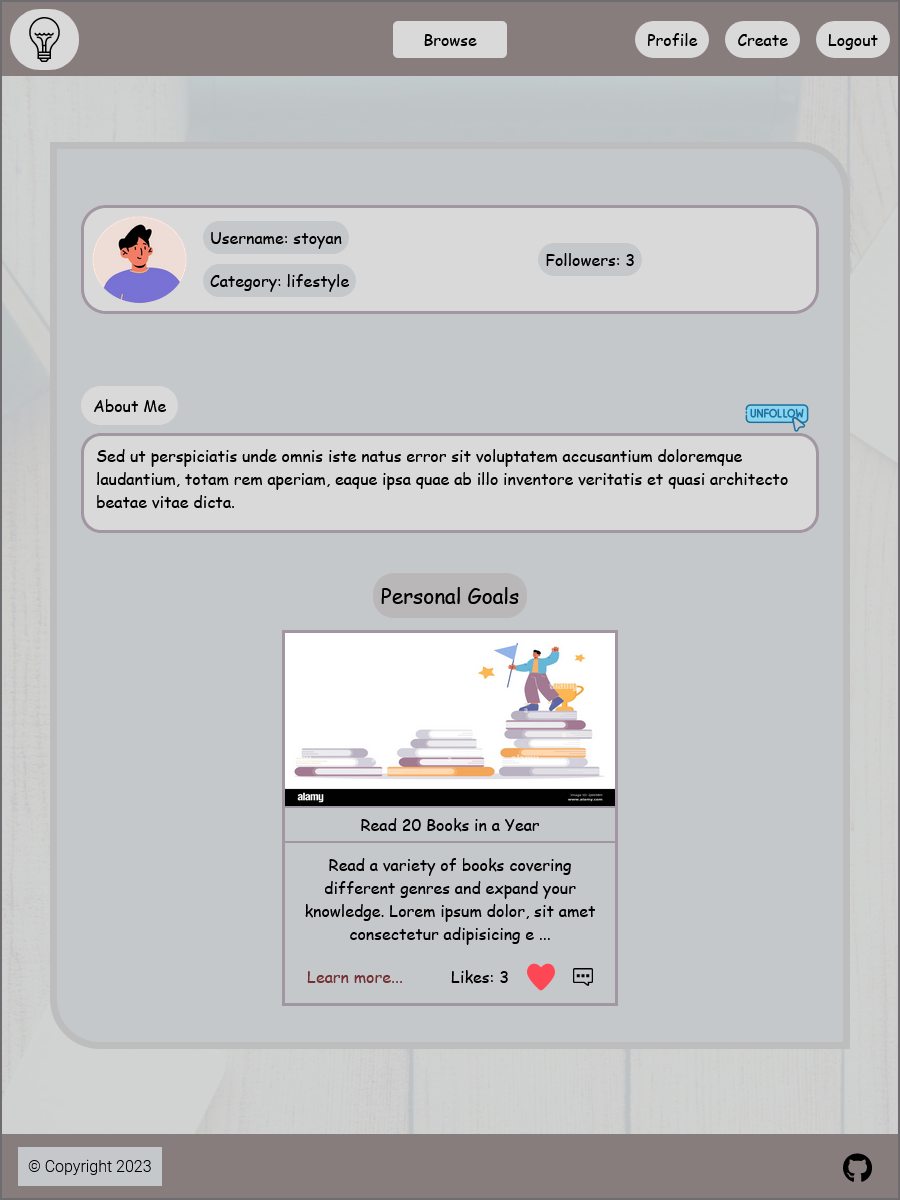 Browse
Profile
Create
Logout
Username: stoyan
Category: lifestyle
Followers: 3
About Me
UNFOLLOW
Sed ut perspiciatis unde omnis iste natus error sit voluptatem accusantium doloremque
laudantium, totam rem aperiam, eaque ipsa quae ab illo inventore veritatis et quasi architecto
beatae vitae dicta.
Personal Goals
alamy
www.alamy.com
Read 20 Books in a Year
Read a variety of books covering
different genres and expand your
knowledge. Lorem ipsum dolor, sit amet
consectetur adipisicing e ...
Learn more...
Likes: 3
© Copyright 2023